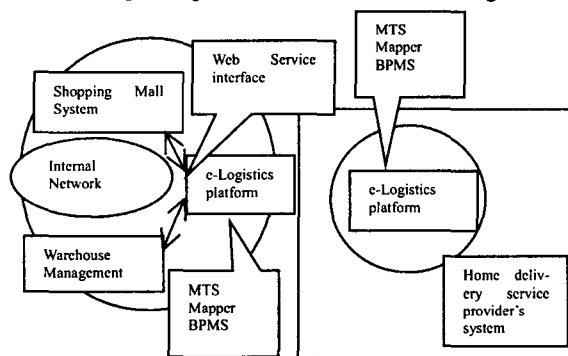 Web Service
interface
Shopping Mall
System
Internal
Network
e-Logistics
platform
Warehouse
Management
MTS
Mapper
BPMS
MTS
Mapper
BPMS
e-Logistics
platform
Home deliv-
ery service
provider's
system